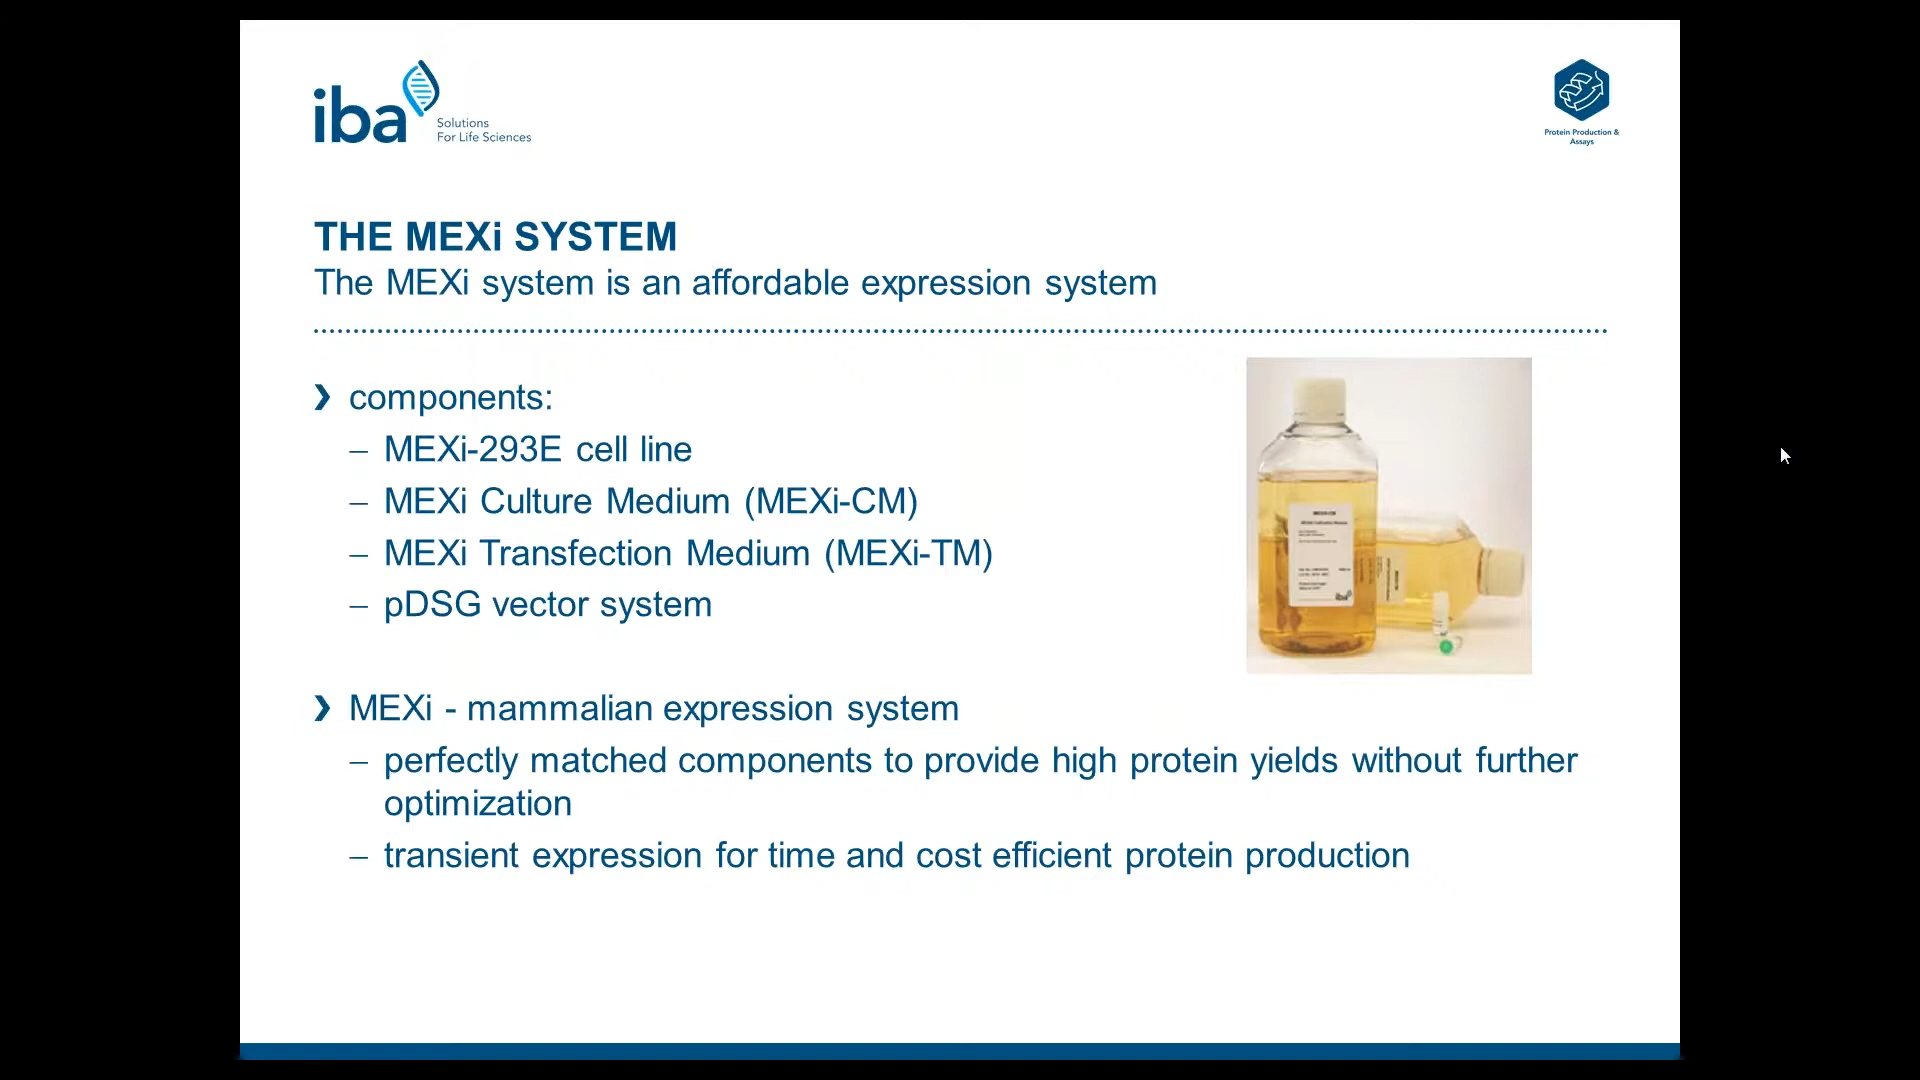 iba
Solutions
For Life Sciences
Protein Production &
Assays
THE MEXi SYSTEM
The MEXi system is an affordable expression system
❯ components:
– MEXi-293E cell line
– MEXi Culture Medium (MEXi-CM)
– MEXi Transfection Medium (MEXi-TM)
– pDSG vector system
❯ MEXi - mammalian expression system
– perfectly matched components to provide high protein yields without further
optimization
– transient expression for time and cost efficient protein production
iba